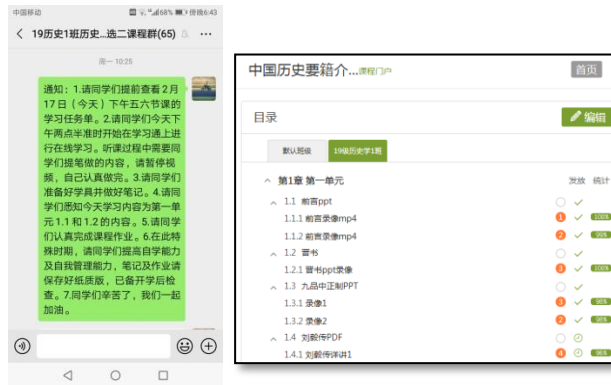 中国移动
68%
傍晚6:43
19历史1班历史...选二课程群(65)
周一 10:25
通知：1.请同学们提前查看2月
17日（今天）下午五六节课的
学习任务单。2.请同学们今天下
午两点半准时开始在学习通上进
行在线学习。听课过程中需要同
学们提笔做的内容，请暂停视
频，自己认真做完。3.请同学们
准备好学具并做好笔记。4.请同
学们悉知今天学习内容为第一单
元1.1 和1.2 的内容。5.请同学
们认真完成课程作业。6.在此特
殊时期，请同学们提高自学能力
及自我管理能力，笔记及作业请
保存好纸质版，已备开学后检
查。7.同学们辛苦了，我们一起
加油。
中国历史要籍介...课程门户
首页
目录
编辑
默认班级
19级历史学1班
第1章 第一单元
发放
统计
1.1 前言ppt
1.1.1 前言录像mp4
1
100%
1.1.2 前言录像mp4
2
99%
1.2 晋书
1.2.1 晋书ppt录像
3
100%
1.3 九品中正制PPT
1.3.1 录像1
3
98%
1.3.2 录像2
2
98%
1.4 刘毅传PDF
1.4.1 刘毅传详讲1
4
96%